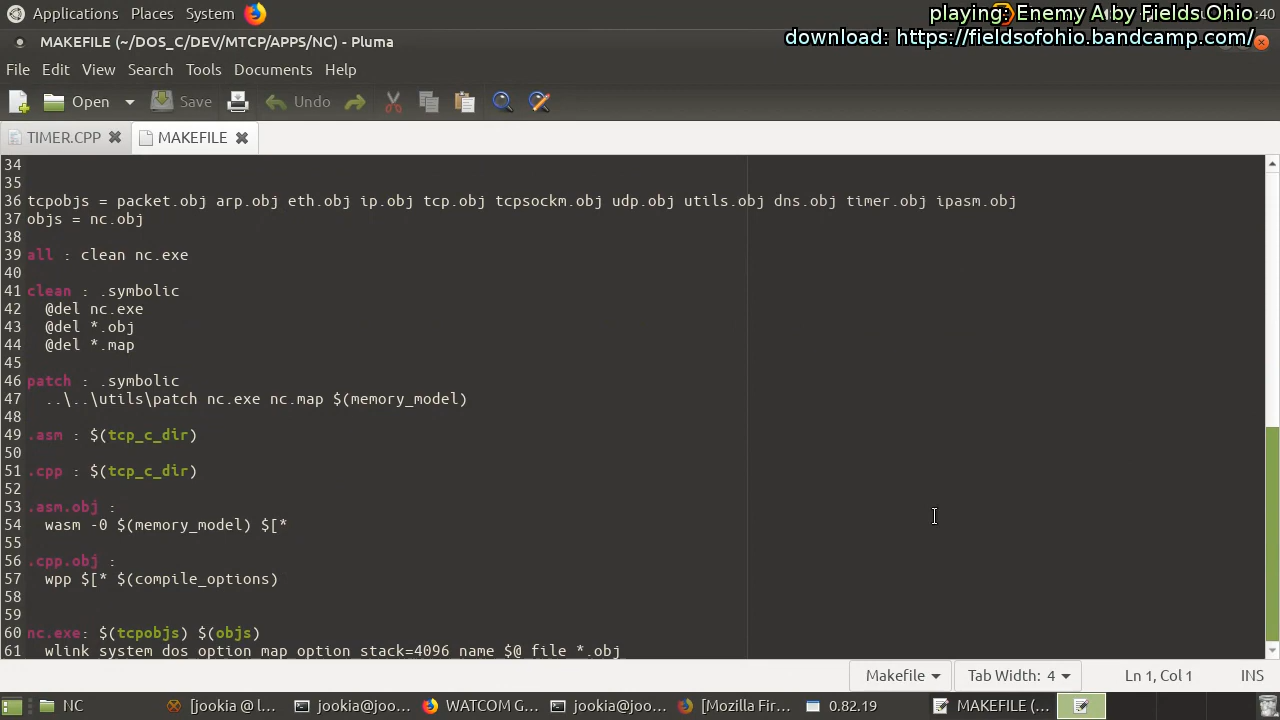 Applications Places System :40
playing: Enemy A by Fields Ohio
download: https://fieldsofohio.bandcamp.com/
MAKEFILE (~/DOS_C/DEV/MTCP/APPS/NC) - Pluma
File Edit View Search Tools Documents Help
Open Save Undo
TIMER.CPP MAKEFILE
34
35
36 tcpobjs = packet.obj arp.obj eth.obj ip.obj tcp.obj tcpsockm.obj udp.obj utils.obj dns.obj timer.obj ipasm.obj
37 objs = nc.obj
38
39 all : clean nc.exe
40
41 clean : .symbolic
42 @del nc.exe
43 @del *.obj
44 @del *.map
45
46 patch : .symbolic
47 ..\..\utils\patch nc.exe nc.map $(memory_model)
48
49 .asm : $(tcp_c_dir)
50
51 .cpp : $(tcp_c_dir)
52
53 .asm.obj :
54 wasm -0 $(memory_model) $[*
55
56 .cpp.obj :
57 wpp $[* $(compile_options)
58
59
60 nc.exe: $(tcpobjs) $(objs)
61 wlink system dos option map option stack=4096 name $@ file *.obj
Makefile Tab Width: 4 Ln 1, Col 1 INS
NC [jookia @ l... jookia@joo... WATCOM G... jookia@joo... [Mozilla Fir... 0.82.19 MAKEFILE (~...